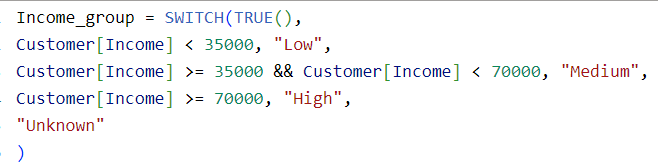 Income_group = SWITCH(TRUE(),
Customer[Income] < 35000, "Low",
Customer[Income] >= 35000 && Customer[Income] < 70000, "Medium",
Customer[Income] >= 70000, "High",
"Unknown"
)